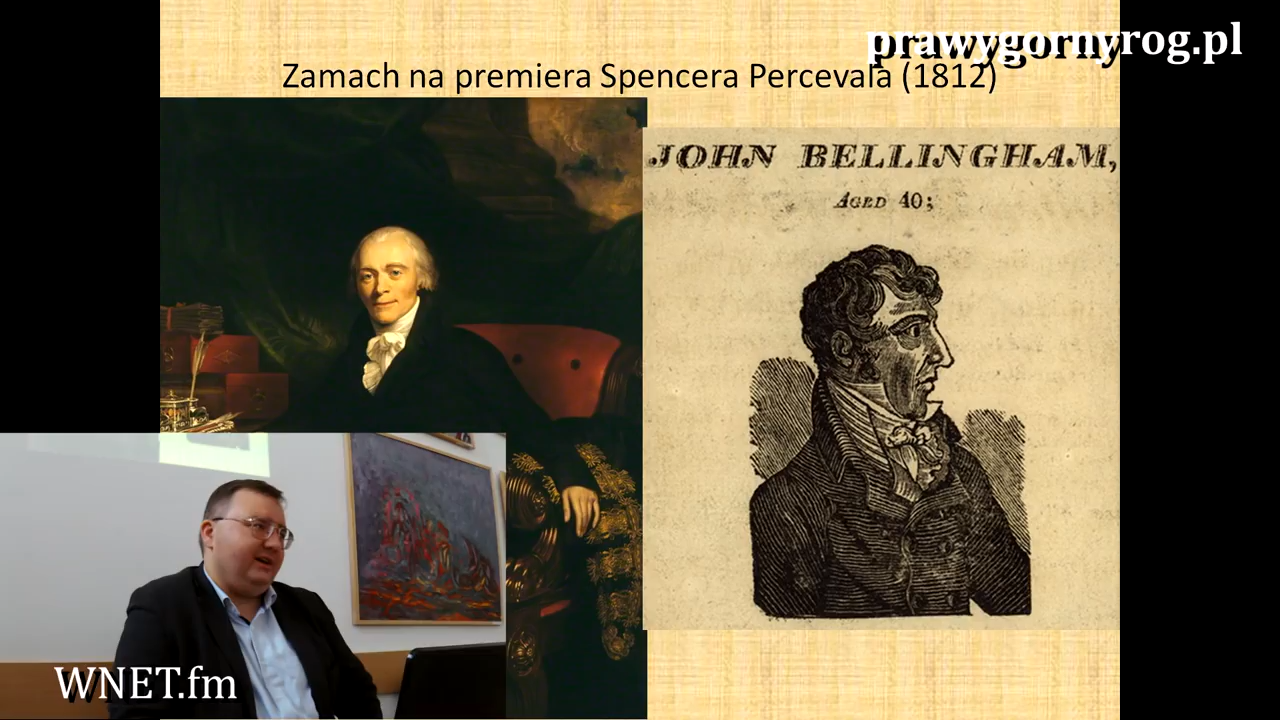 prawygornyrog.pl
Zamach na premiera Spencera Percevala (1812)
JOHN BELLINGHAM,
AGED 40;
WNET.fm